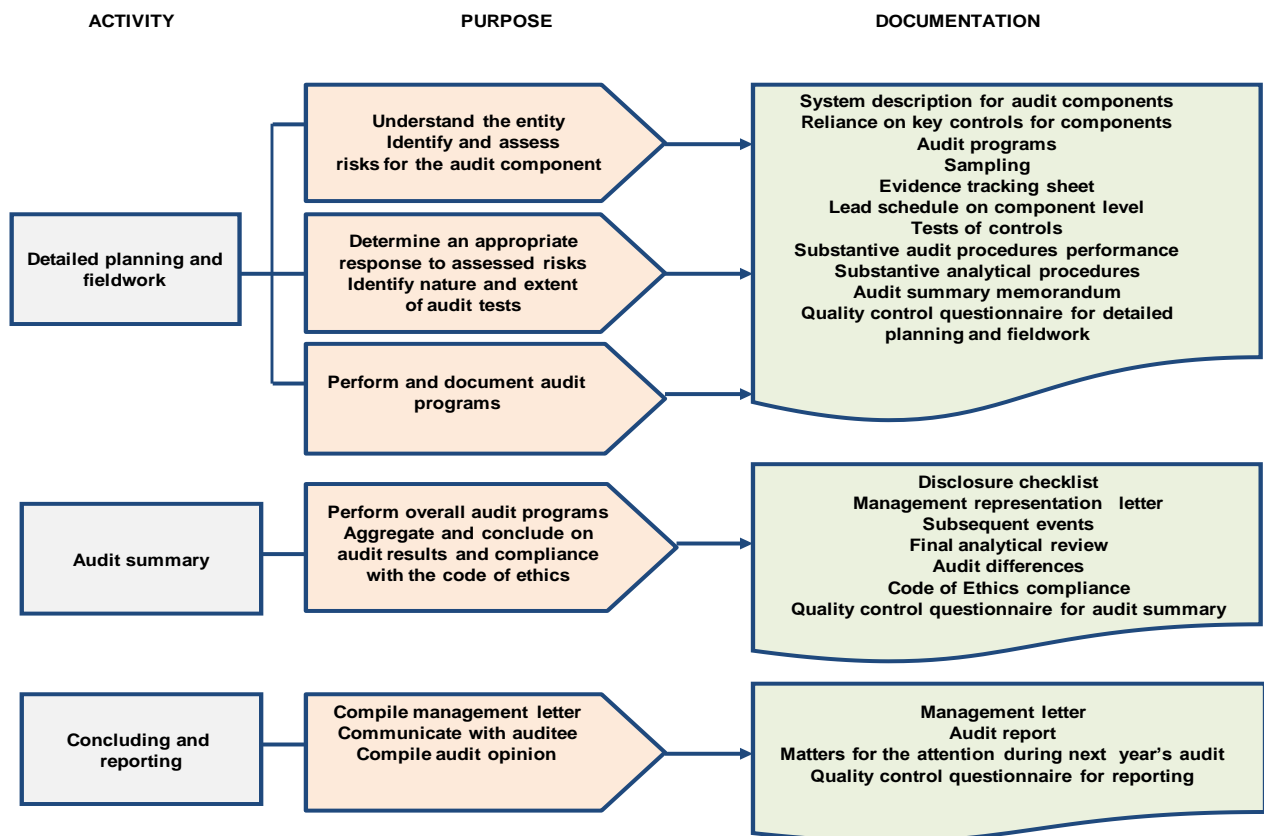 ACTIVITY
PURPOSE
DOCUMENTATION
Detailed planning and
fieldwork
Understand the entity
Identify and assess
risks for the audit component
Determine an appropriate
response to assessed risks
Identify nature and extent
of audit tests
Perform and document audit
programs
System description for audit components
Reliance on key controls for components
Audit programs
Sampling
Evidence tracking sheet
Lead schedule on component level
Tests of controls
Substantive audit procedures performance
Substantive analytical procedures
Audit summary memorandum
Quality control questionnaire for detailed
planning and fieldwork
Audit summary
Perform overall audit programs
Aggregate and conclude on
audit results and compliance
with the code of ethics
Disclosure checklist
Management representation letter
Subsequent events
Final analytical review
Audit differences
Code of Ethics compliance
Quality control questionnaire for audit summary
Concluding and
reporting
Compile management letter
Communicate with auditee
Compile audit opinion
Management letter
Audit report
Matters for the attention during next year's audit
Quality control questionnaire for reporting